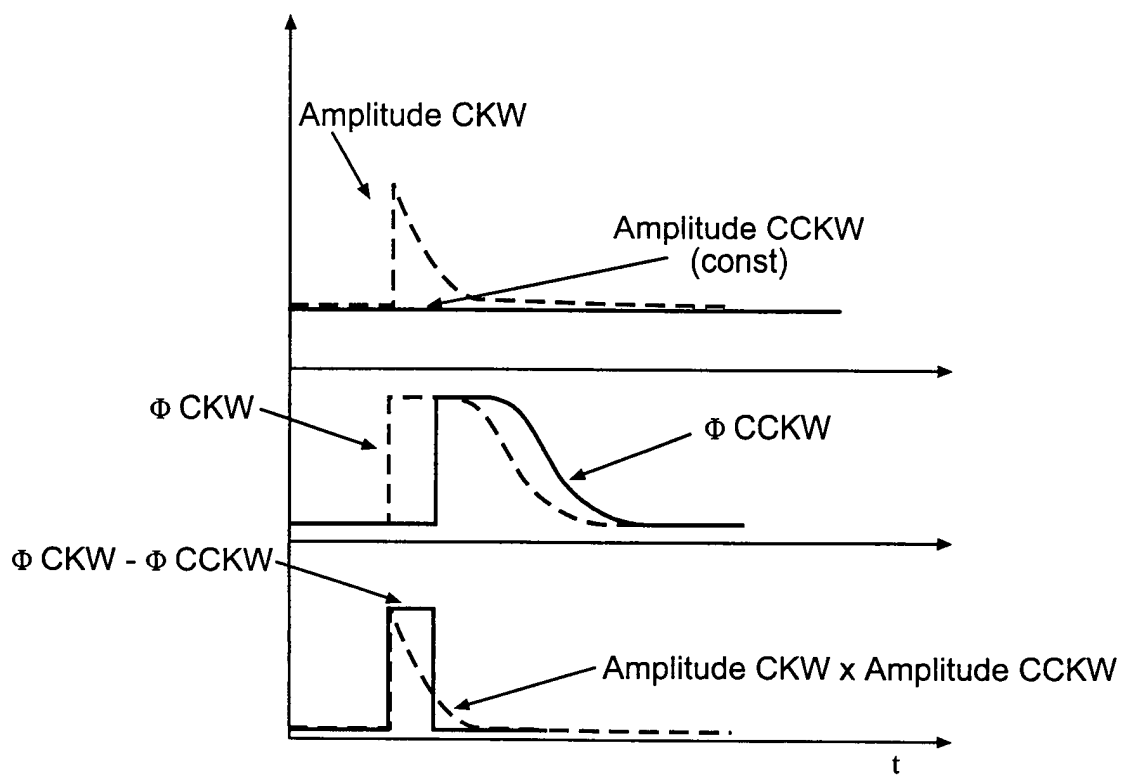 Amplitude CKW
Amplitude CCKW
(const)
Φ CKW
Φ CCKW
Φ CKW - Φ CCKW
Amplitude CKW x Amplitude CCKW
t